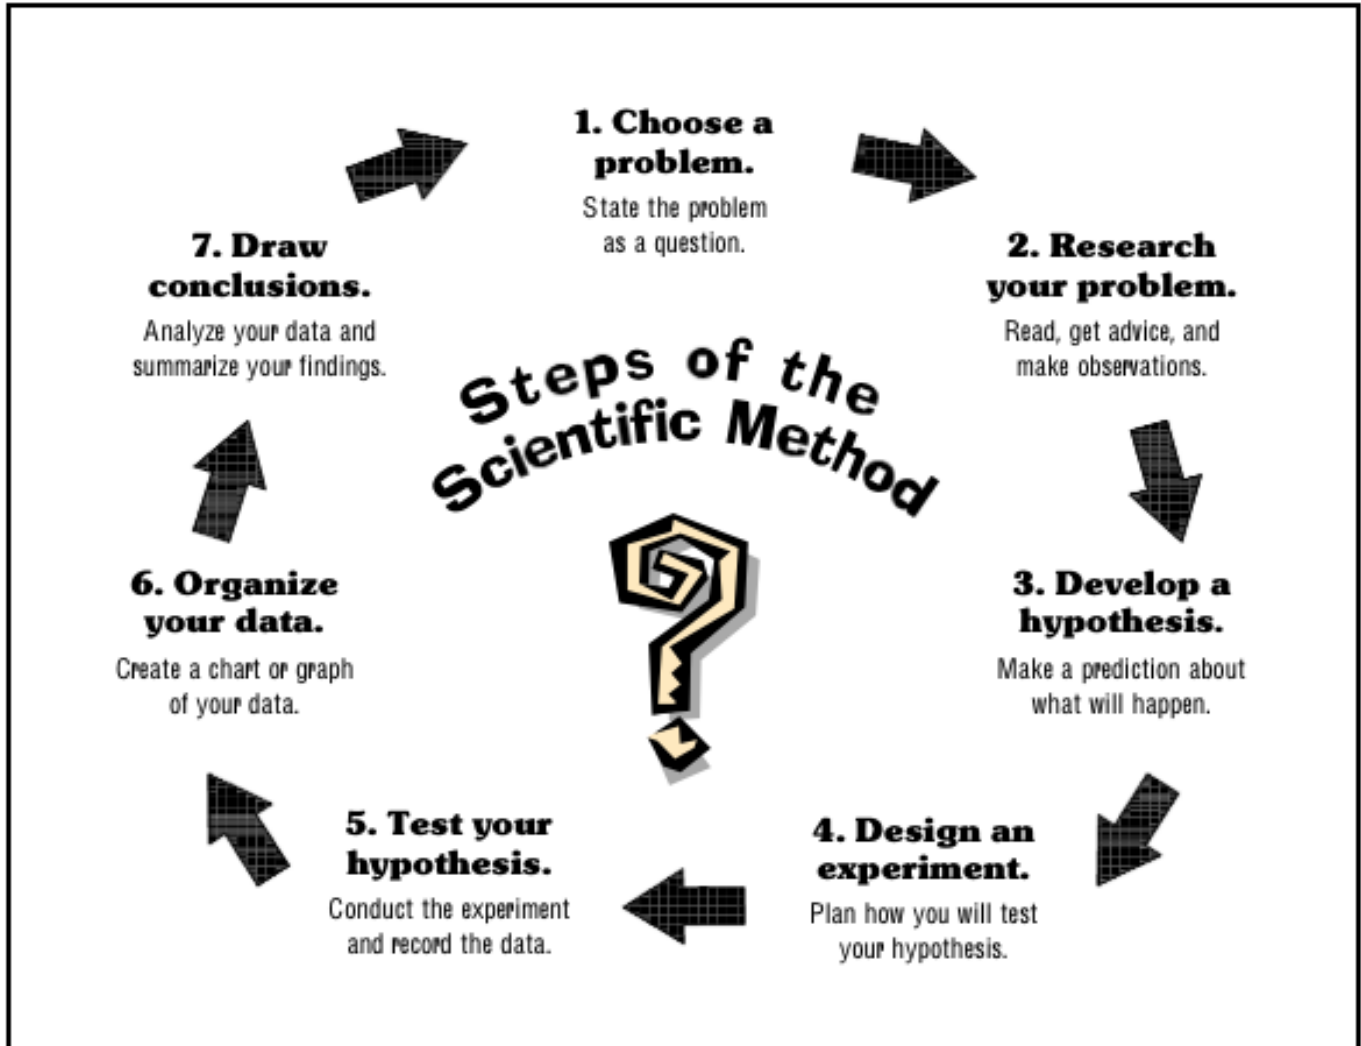 1. Choose a
problem.
State the problem
as a question.
2. Research
your problem.
Read, get advice, and
make observations.
3. Develop a
hypothesis.
Make a prediction about
what will happen.
4. Design an
experiment.
Plan how you will test
your hypothesis.
5. Test your
hypothesis.
Conduct the experiment
and record the data.
6. Organize
your data.
Create a chart or graph
of your data.
7. Draw
conclusions.
Analyze your data and
summarize your findings.
Steps of the
Scientific Method
?